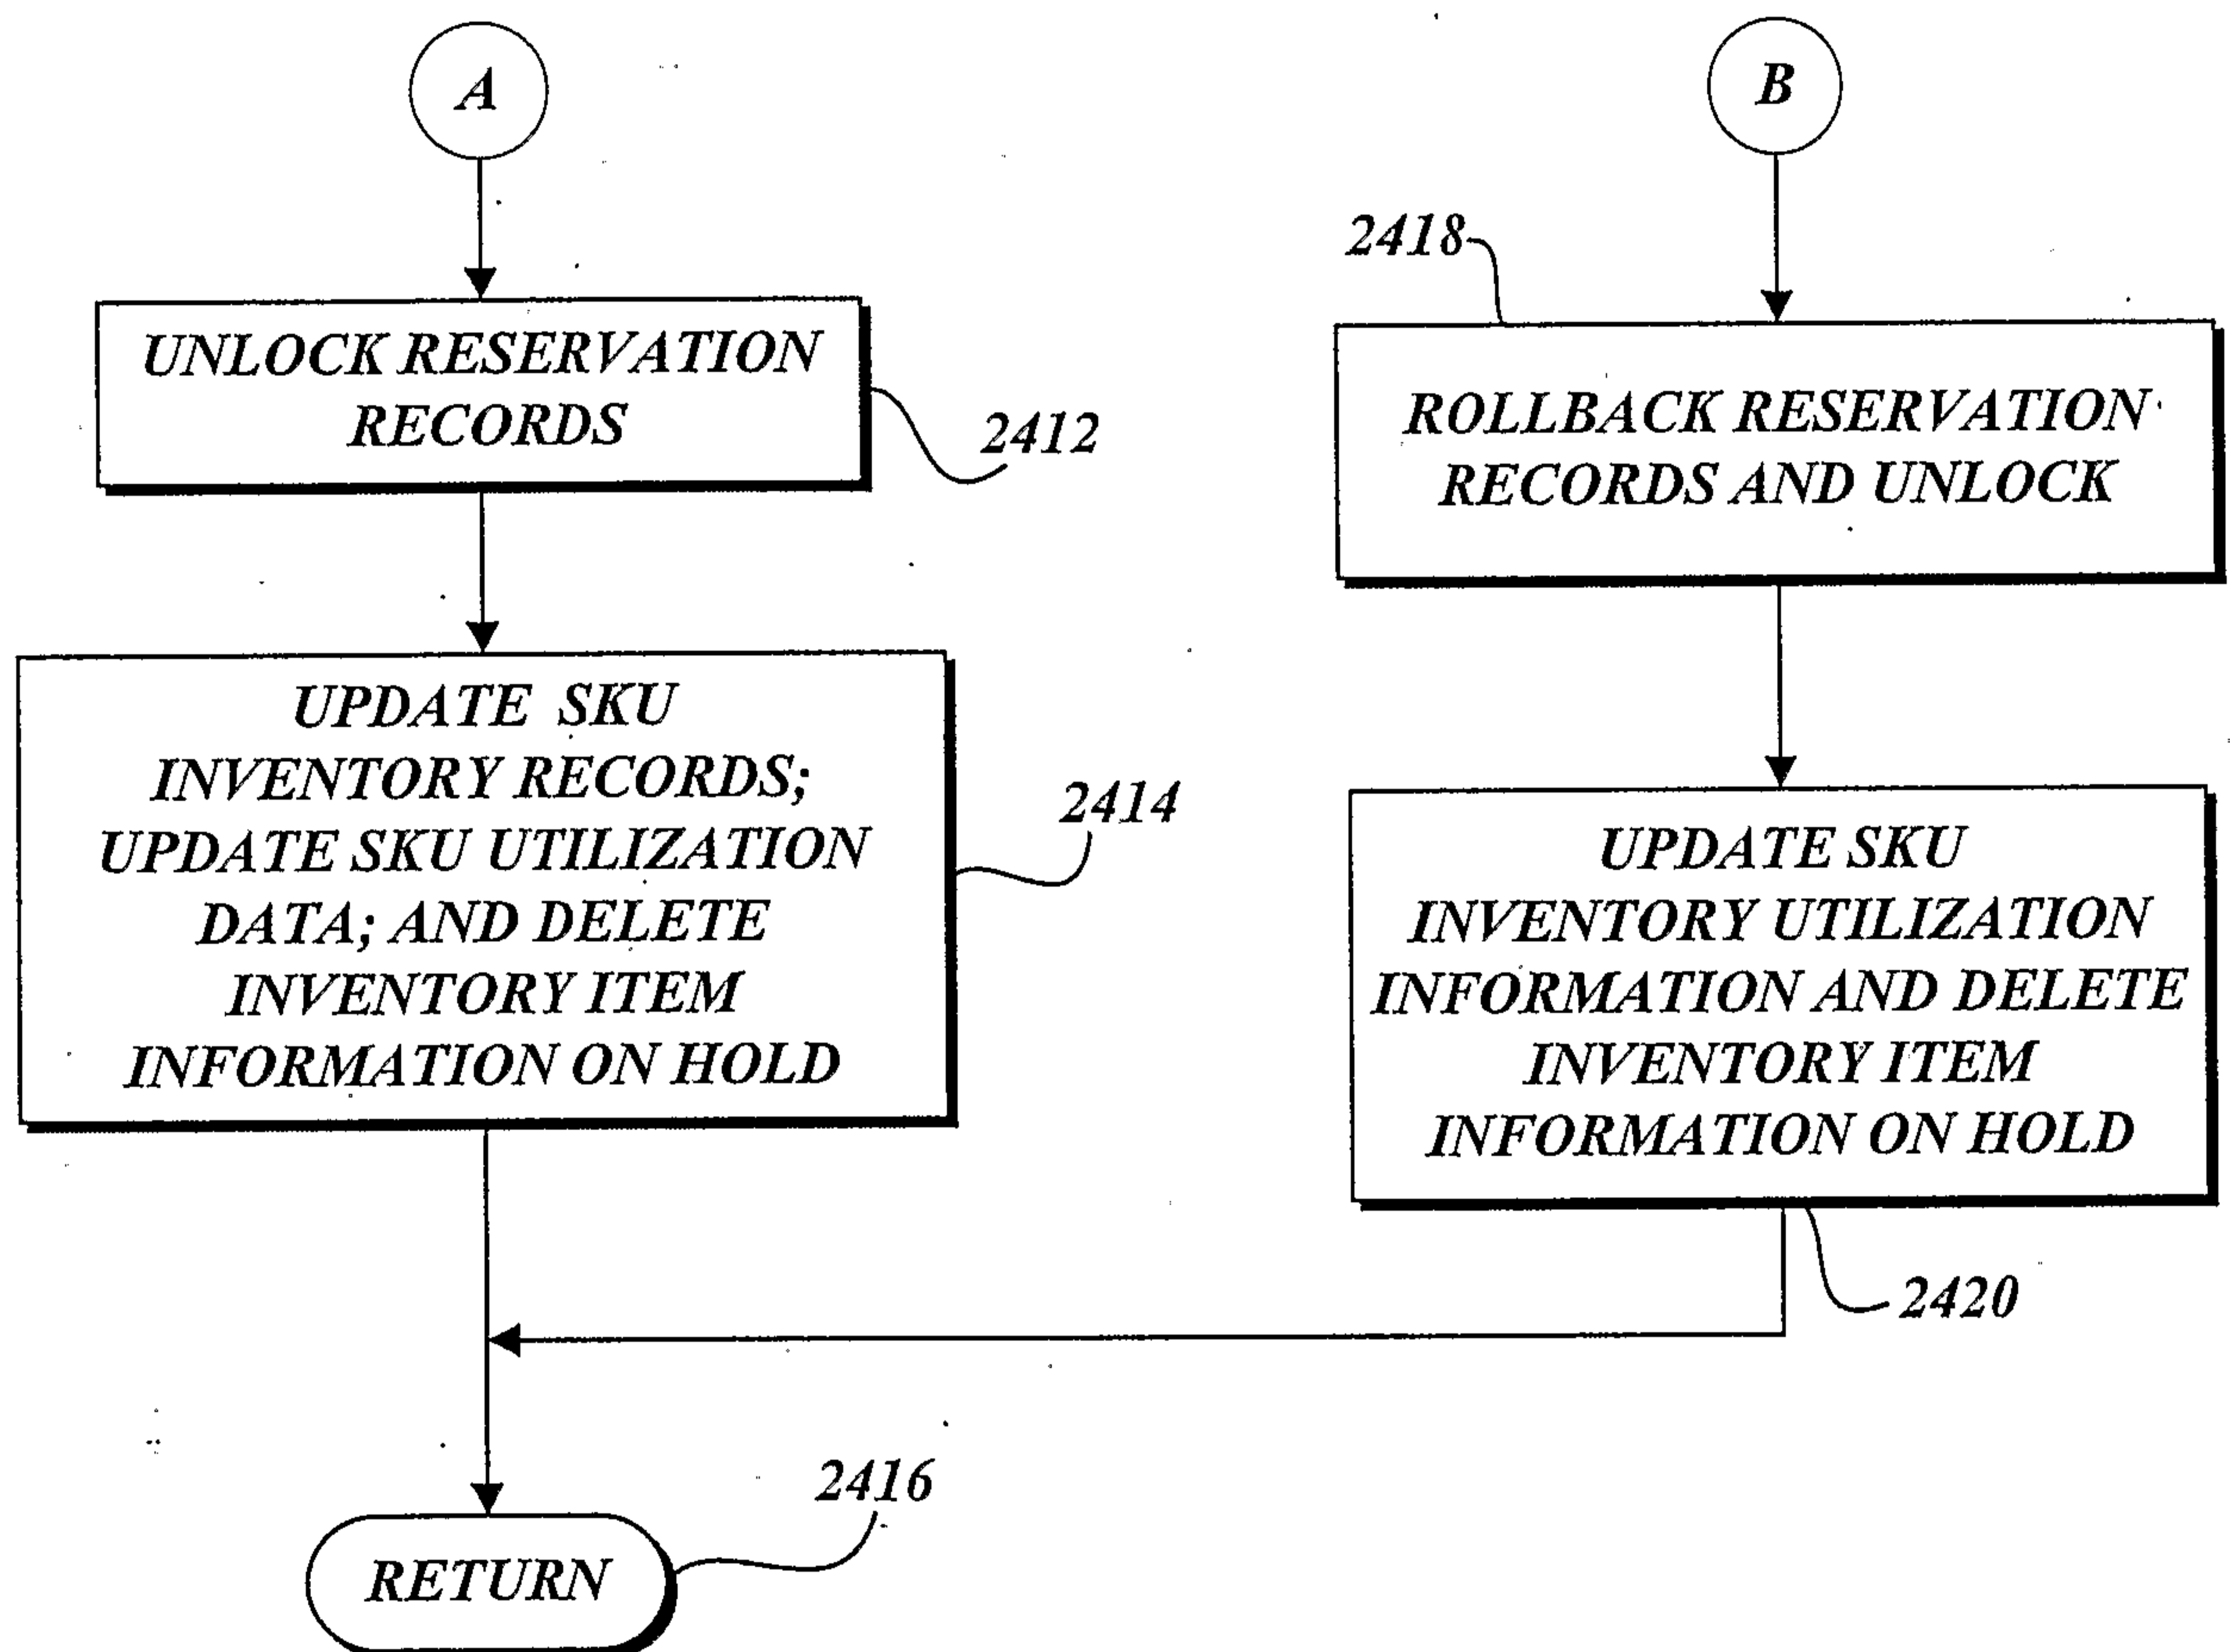 A
UNLOCK RESERVATION
RECORDS
2412
UPDATE SKU
INVENTORY RECORDS;
UPDATE SKU UTILIZATION
DATA; AND DELETE
INVENTORY ITEM
INFORMATION ON HOLD
2414
B
2418
ROLLBACK RESERVATION
RECORDS AND UNLOCK
UPDATE SKU
INVENTORY UTILIZATION
INFORMATION AND DELETE
INVENTORY ITEM
INFORMATION ON HOLD
2420
2416
RETURN